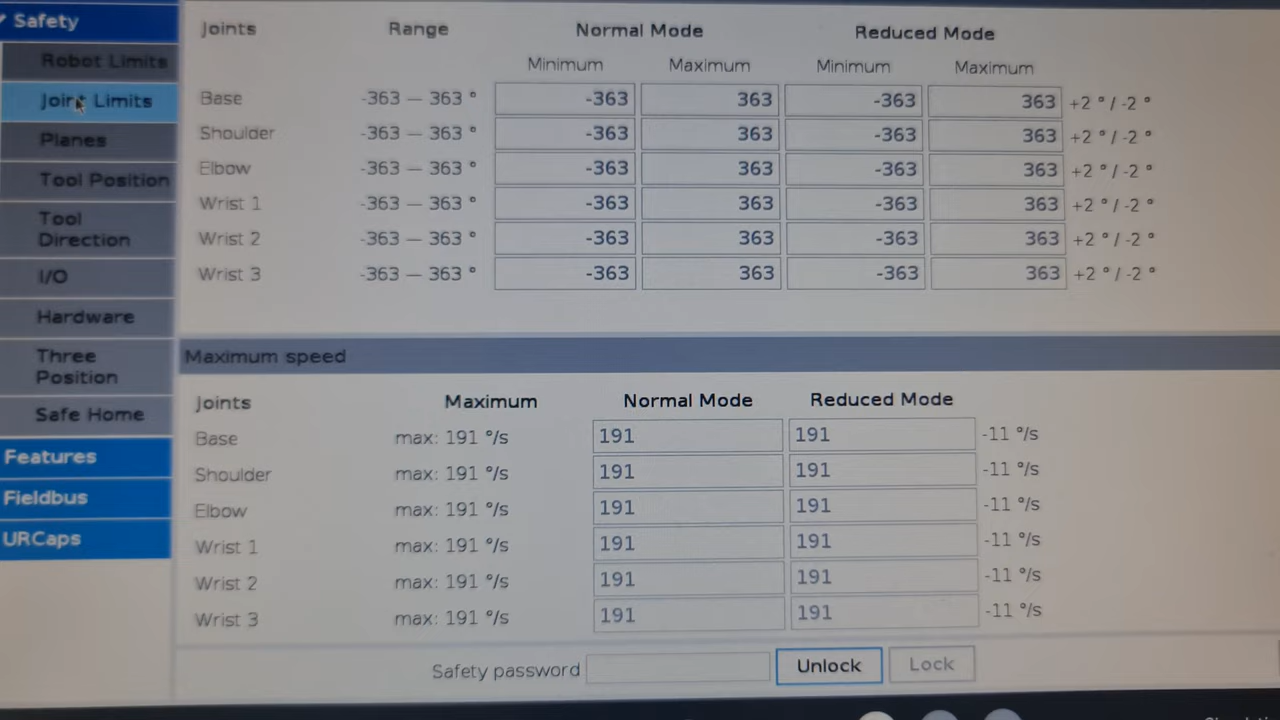 Safety
Robot Limits
Joint Limits
Planes
Tool Position
Tool
Direction
I/O
Hardware
Three
Position
Safe Home
Features
Fieldbus
URCaps
Joints Range Normal Mode Reduced Mode
Minimum Maximum Minimum Maximum
Base -363 — 363 ° -363 363 -363 363 +2 ° / -2 °
Shoulder -363 — 363 ° -363 363 -363 363 +2 ° / -2 °
Elbow -363 — 363 ° -363 363 -363 363 +2 ° / -2 °
Wrist 1 -363 — 363 ° -363 363 -363 363 +2 ° / -2 °
Wrist 2 -363 — 363 ° -363 363 -363 363 +2 ° / -2 °
Wrist 3 -363 — 363 ° -363 363 -363 363 +2 ° / -2 °
Maximum speed
Joints Maximum Normal Mode Reduced Mode
Base max: 191 °/s 191 191 -11 °/s
Shoulder max: 191 °/s 191 191 -11 °/s
Elbow max: 191 °/s 191 191 -11 °/s
Wrist 1 max: 191 °/s 191 191 -11 °/s
Wrist 2 max: 191 °/s 191 191 -11 °/s
Wrist 3 max: 191 °/s 191 191 -11 °/s
Safety password Unlock Lock